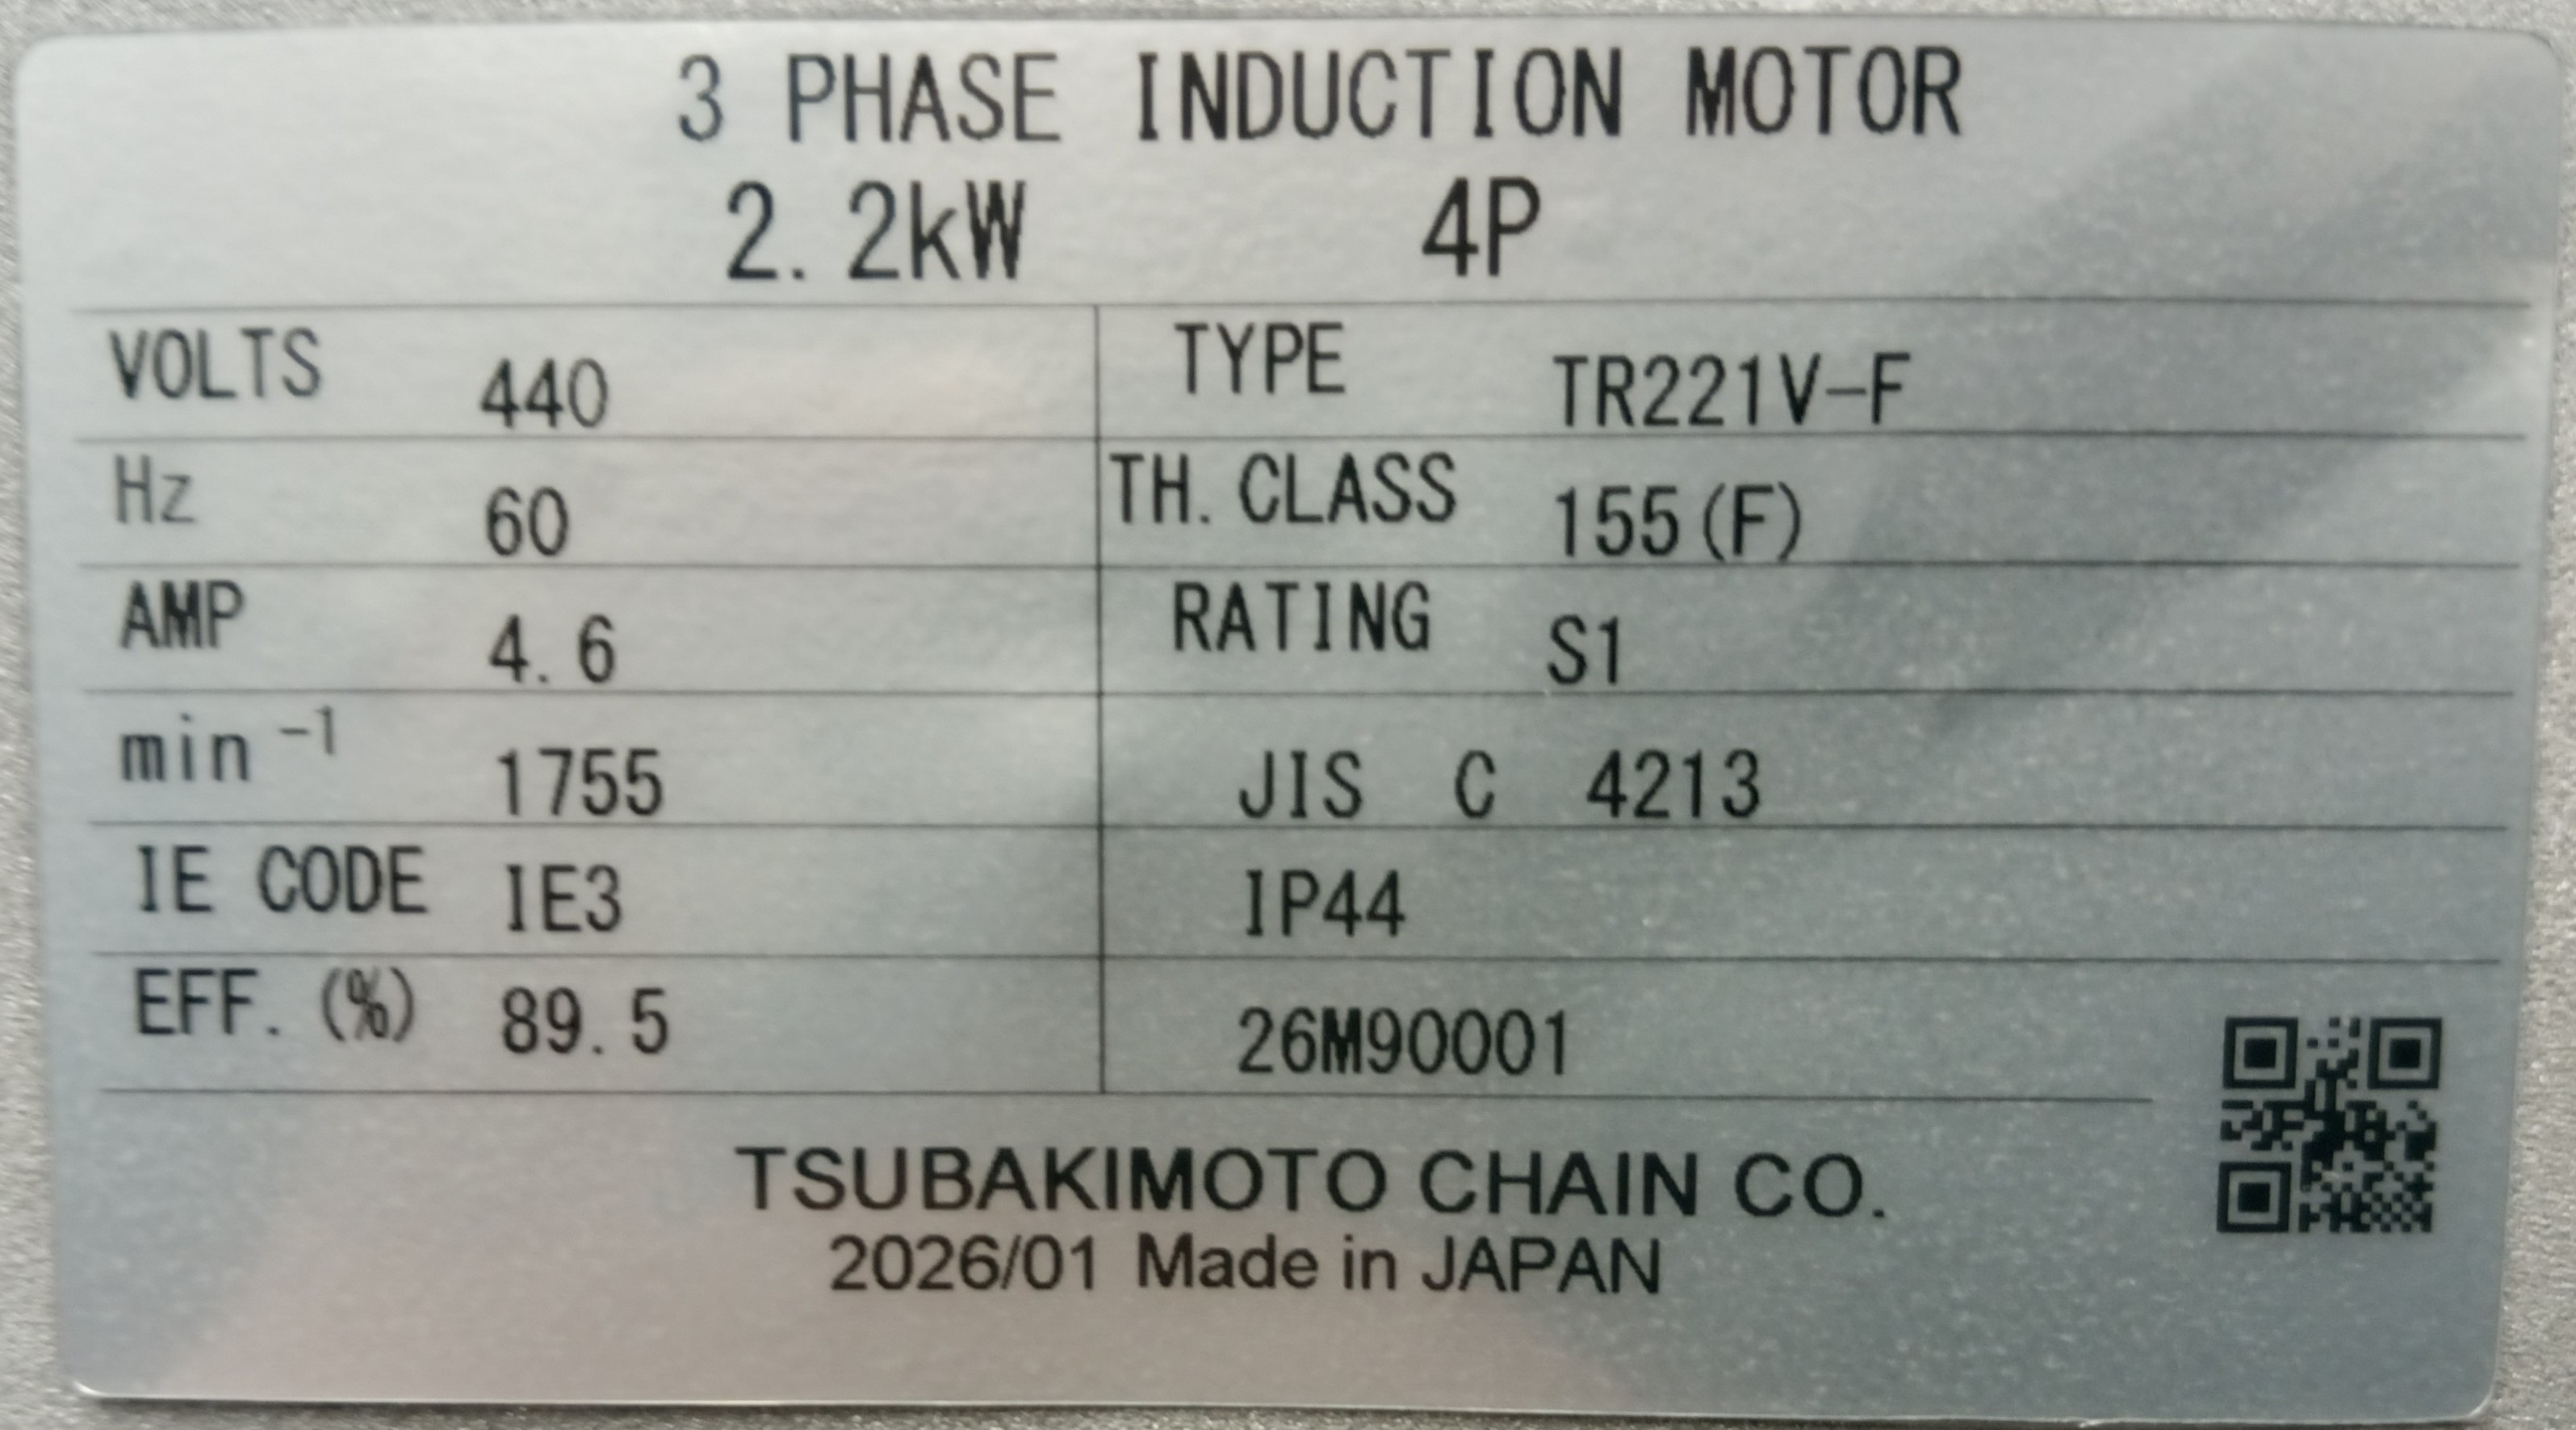 3 PHASE INDUCTION MOTOR
2.2kW 4P
VOLTS 440 TYPE TR221V-F
Hz 60 TH.CLASS 155(F)
AMP 4.6 RATING S1
min⁻¹ 1755 JIS C 4213
IE CODE IE3 IP44
EFF.(%) 89.5 26M90001
TSUBAKIMOTO CHAIN CO.
2026/01 Made in JAPAN